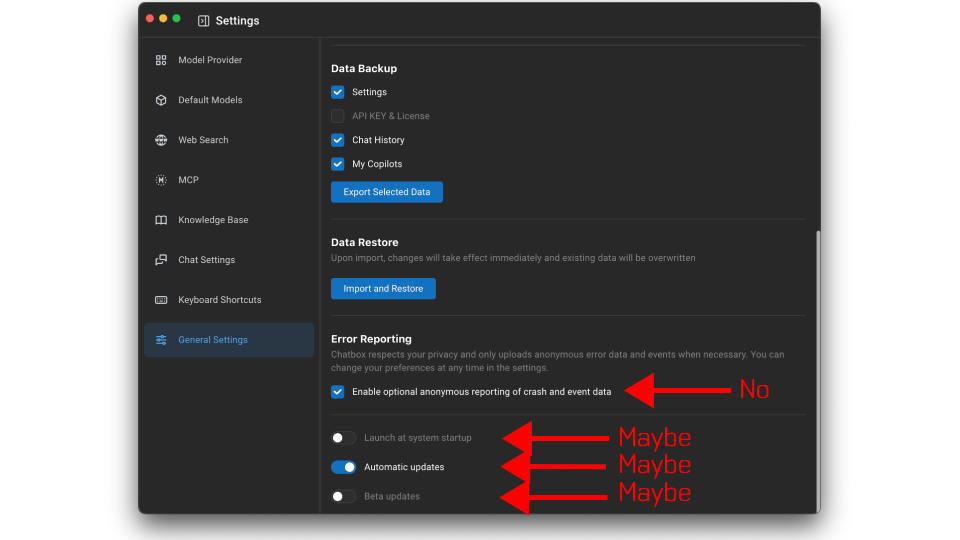 Settings
Model Provider
Default Models
Web Search
MCP
Knowledge Base
Chat Settings
Keyboard Shortcuts
General Settings
Data Backup
Settings
API KEY & License
Chat History
My Copilots
Export Selected Data
Data Restore
Upon import, changes will take effect immediately and existing data will be overwritten
Import and Restore
Error Reporting
Chatbox respects your privacy and only uploads anonymous error data and events when necessary. You can
change your preferences at any time in the settings.
Enable optional anonymous reporting of crash and event data
No
Launch at system startup
Maybe
Automatic updates
Maybe
Beta updates
Maybe